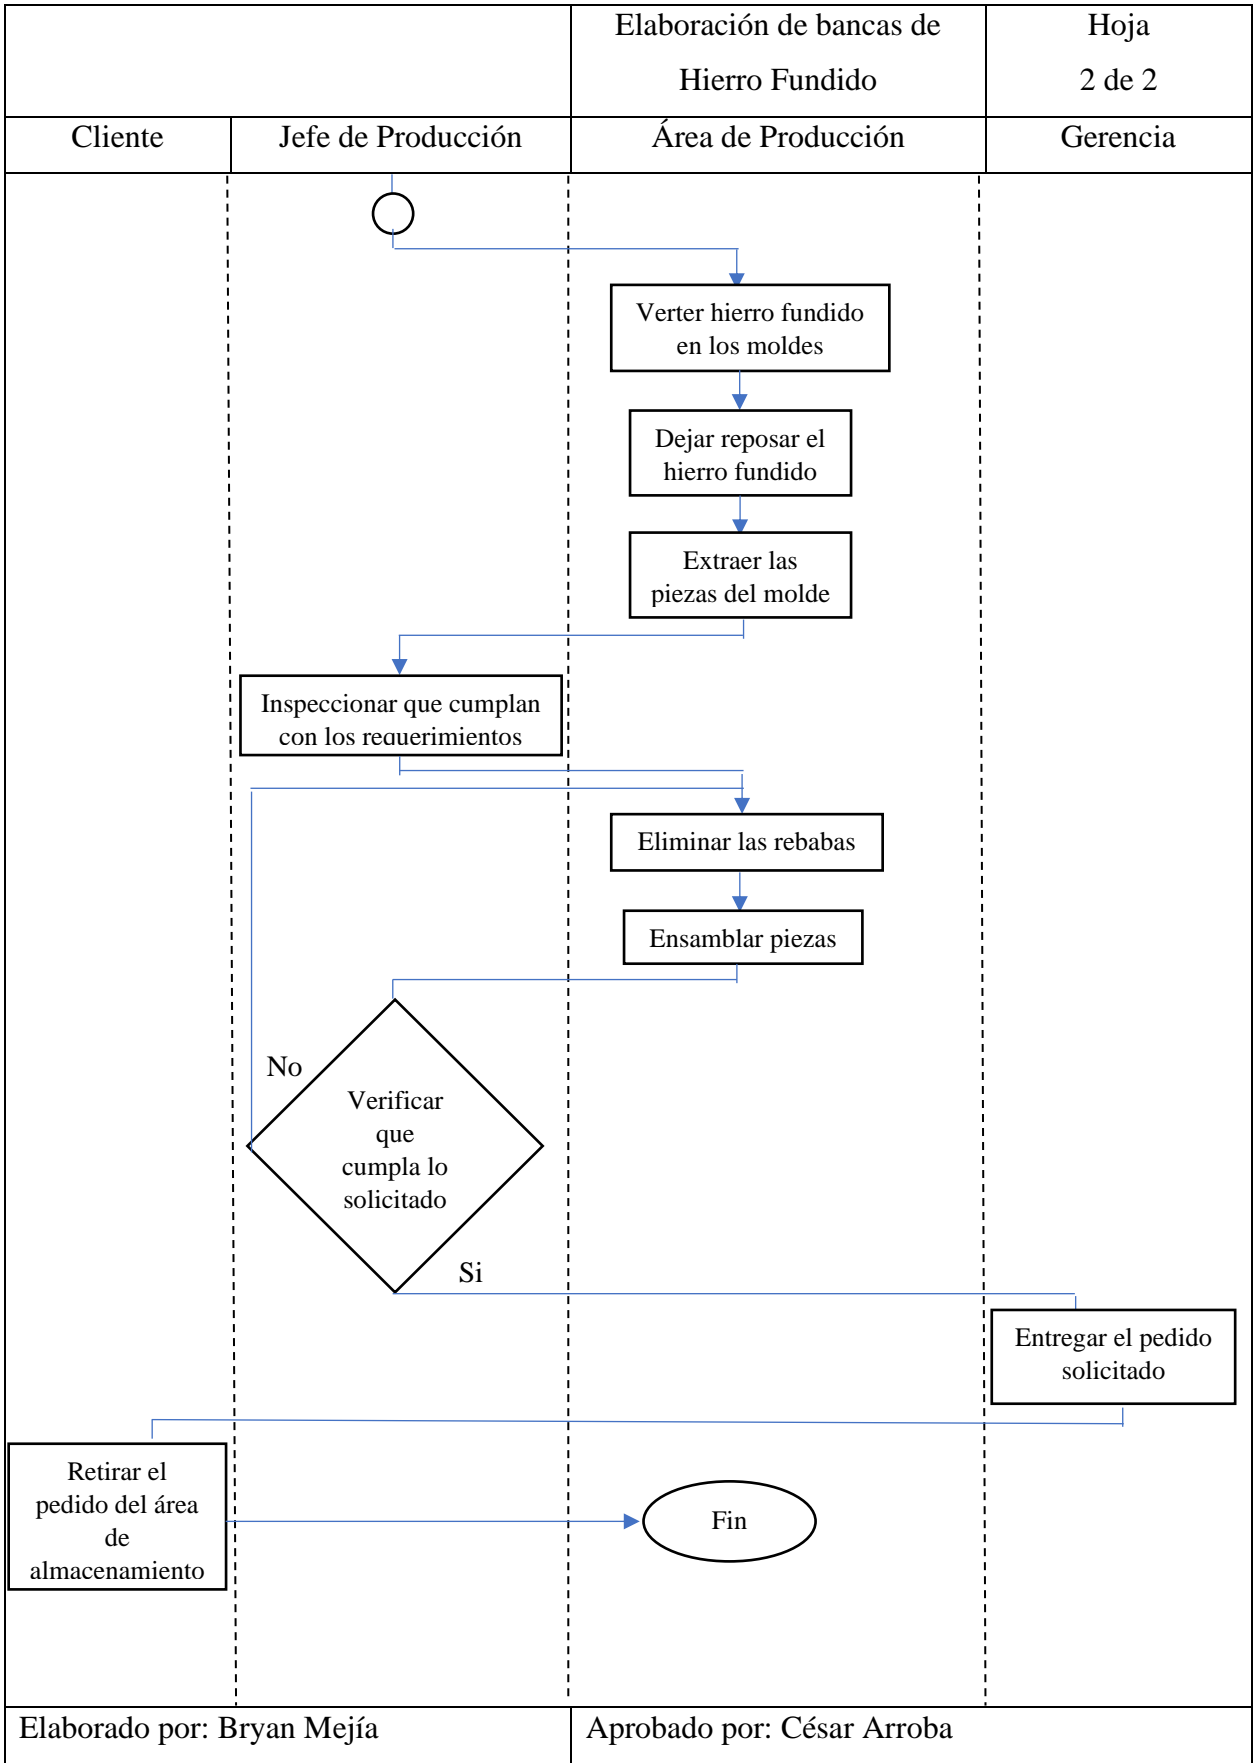 Elaboración de bancas de
Hierro Fundido
Hoja
2 de 2
Cliente
Jefe de Producción
Área de Producción
Gerencia
Verter hierro fundido
en los moldes
Dejar reposar el
hierro fundido
Extraer las
piezas del molde
Inspeccionar que cumplan
con los requerimientos
Eliminar las rebabas
Ensamblar piezas
No
Verificar
que
cumpla lo
solicitado
Si
Entregar el pedido
solicitado
Retirar el
pedido del área
de
almacenamiento
Fin
Elaborado por: Bryan Mejía
Aprobado por: César Arroba